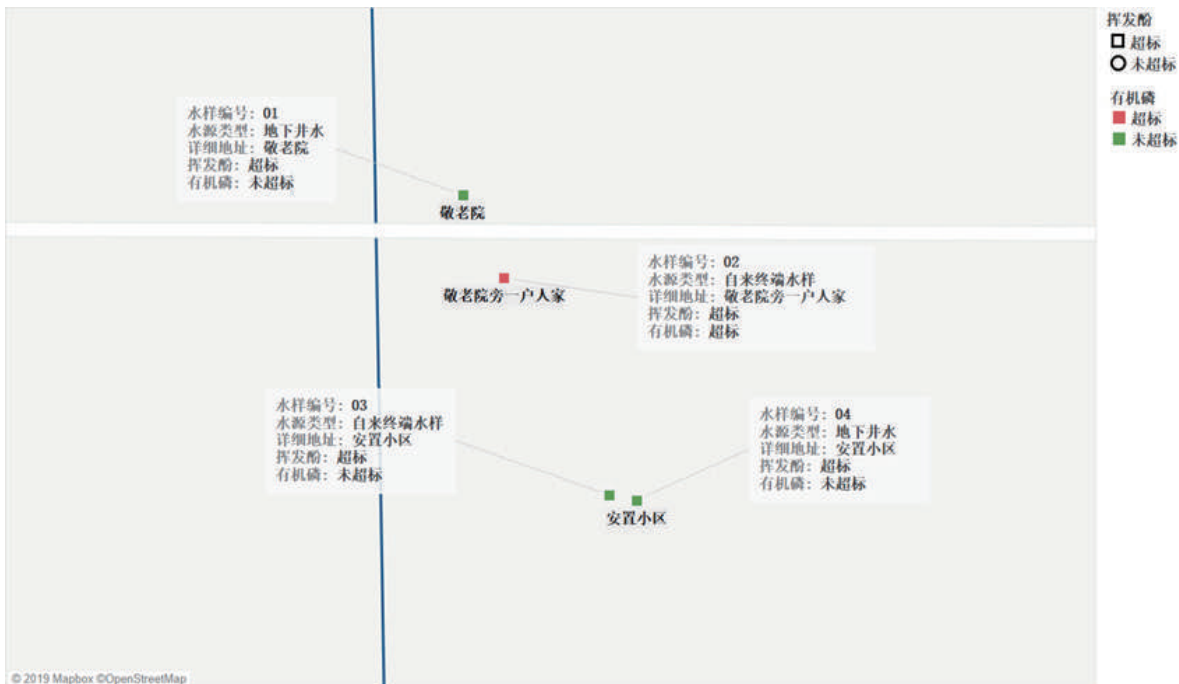 挥发酚
超标
未超标
有机磷
超标
未超标
水样编号: 01
水源类型: 地下井水
详细地址: 敬老院
挥发酚: 超标
有机磷: 未超标
敬老院
水样编号: 02
水源类型: 自来终端水样
详细地址: 敬老院旁一户人家
挥发酚: 超标
有机磷: 超标
敬老院旁一户人家
水样编号: 03
水源类型: 自来终端水样
详细地址: 安置小区
挥发酚: 超标
有机磷: 未超标
水样编号: 04
水源类型: 地下井水
详细地址: 安置小区
挥发酚: 超标
有机磷: 未超标
安置小区
© 2019 Mapbox ©OpenStreetMap